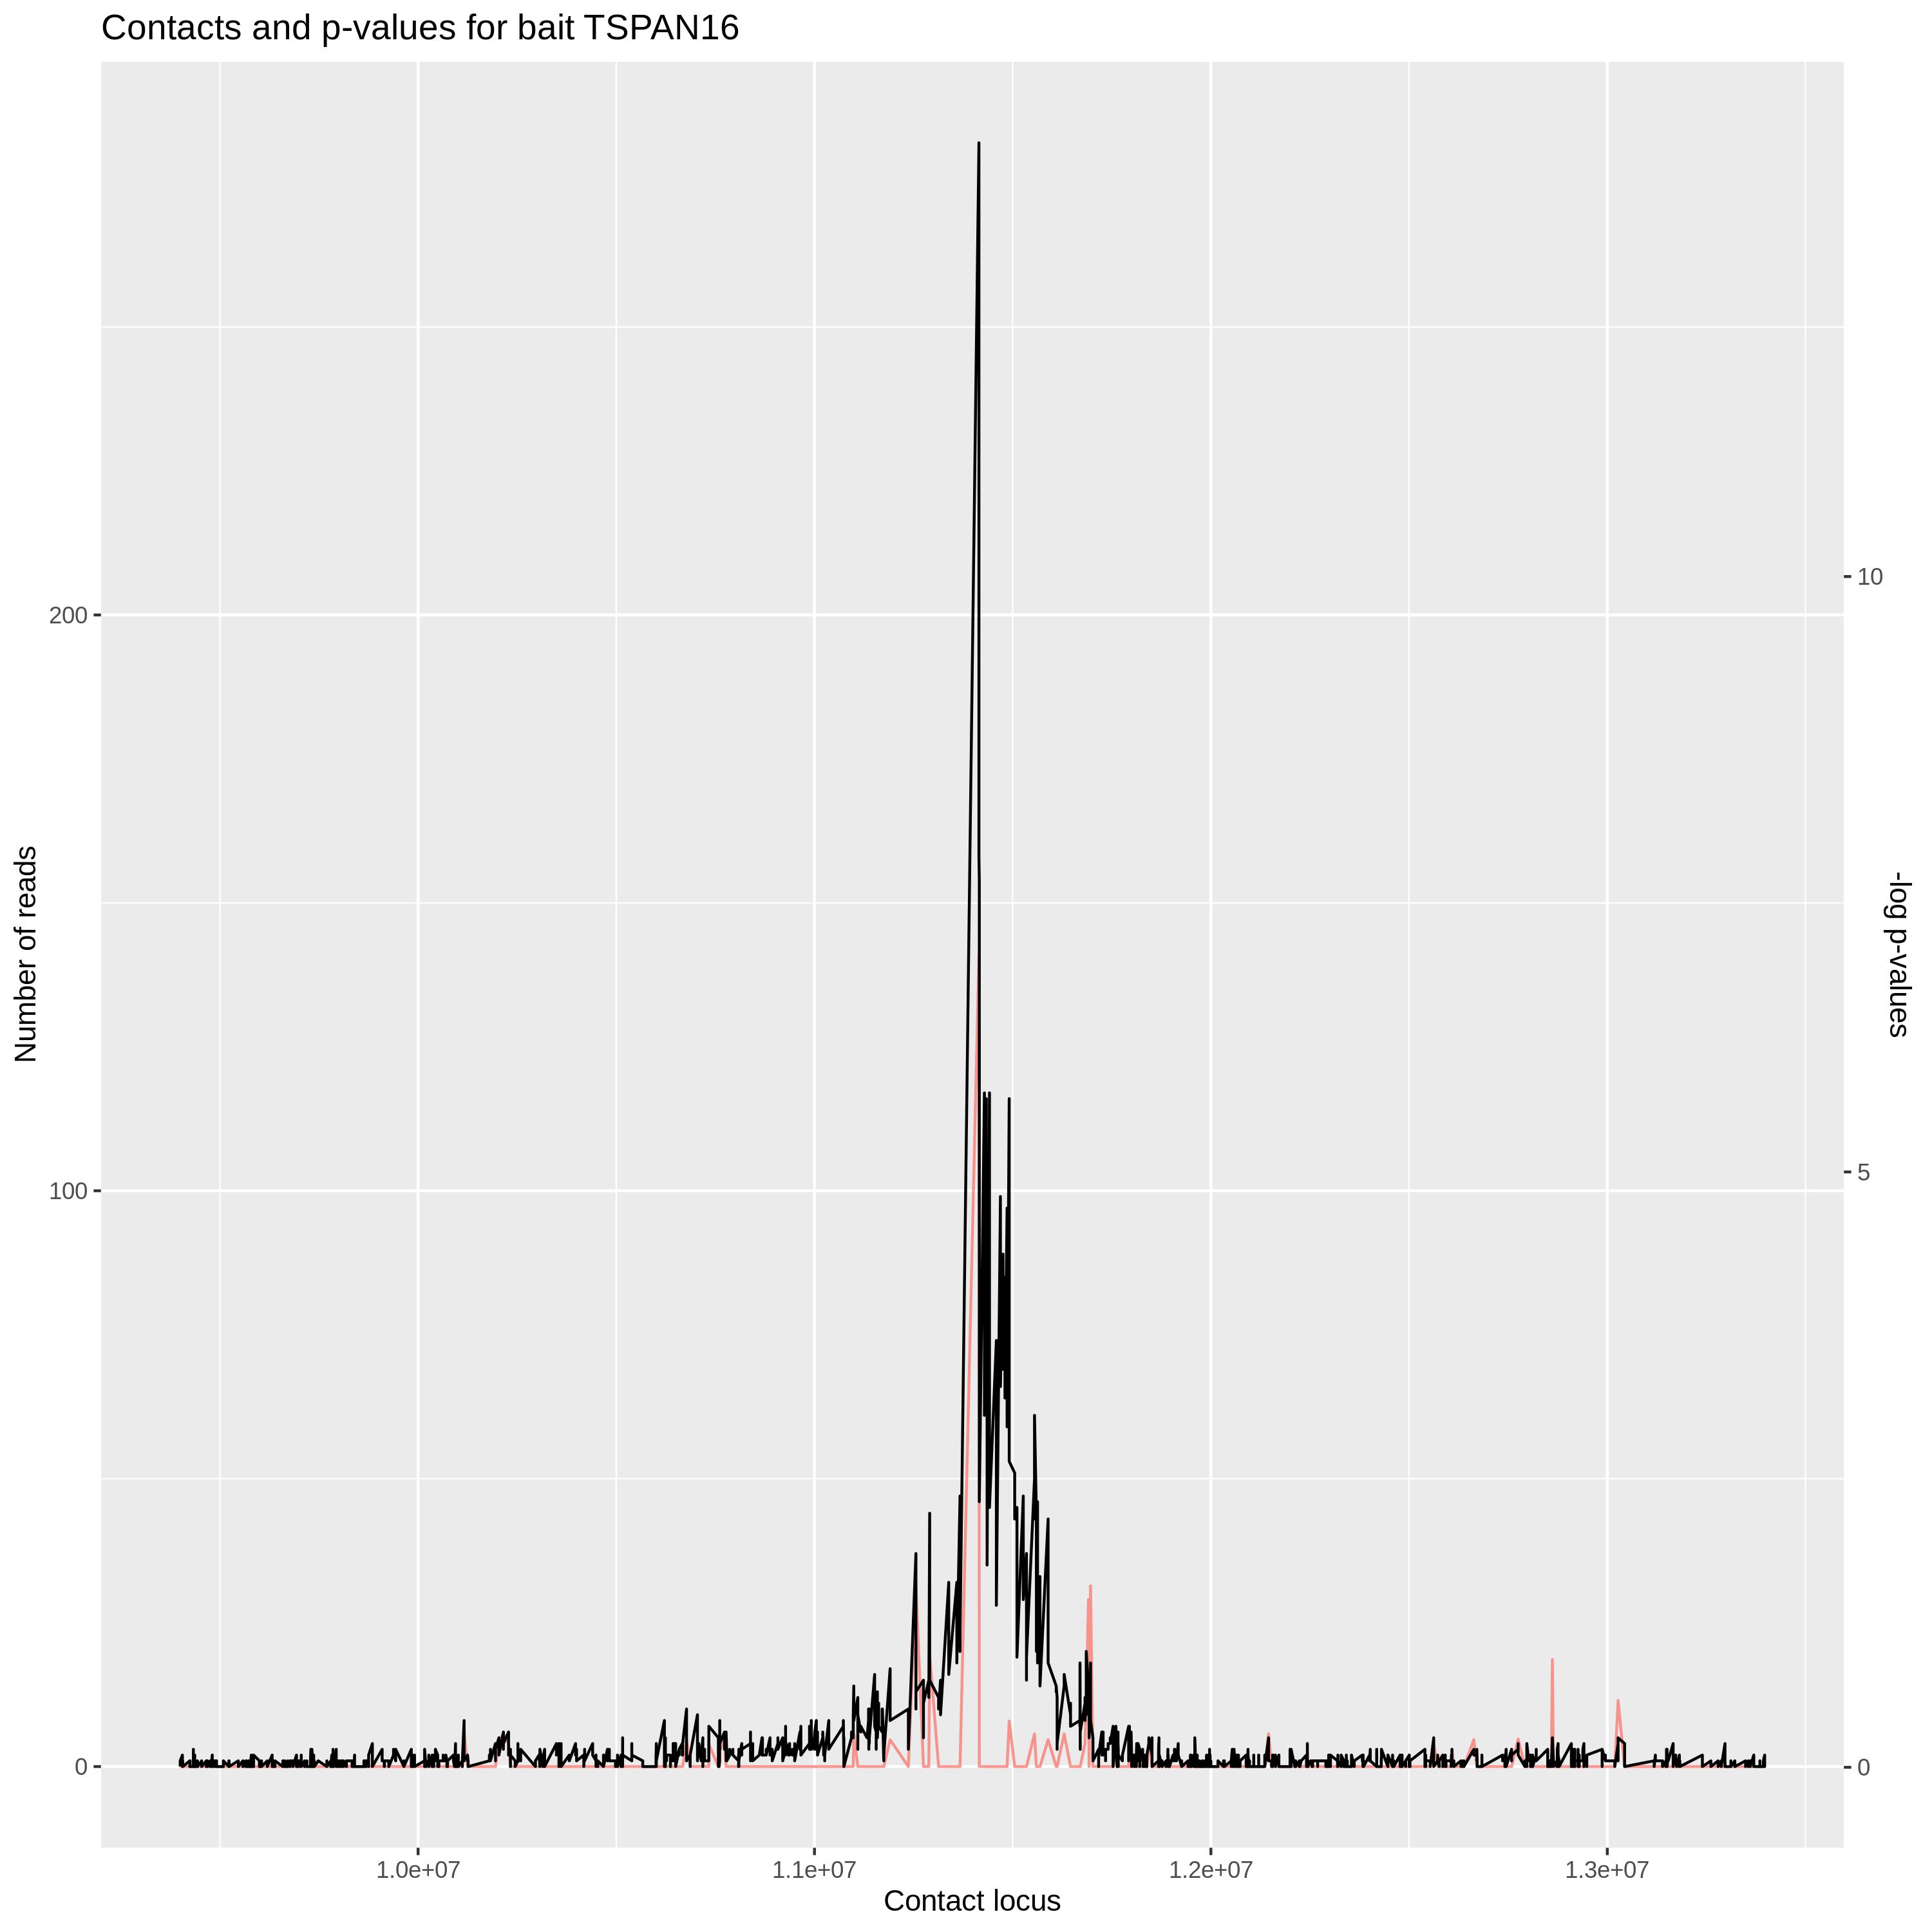 Contacts and p-values for bait TSPAN16
Number of reads
200
100
0
10
5
0
-log p-values
1.0e+07
1.1e+07
1.2e+07
1.3e+07
Contact locus